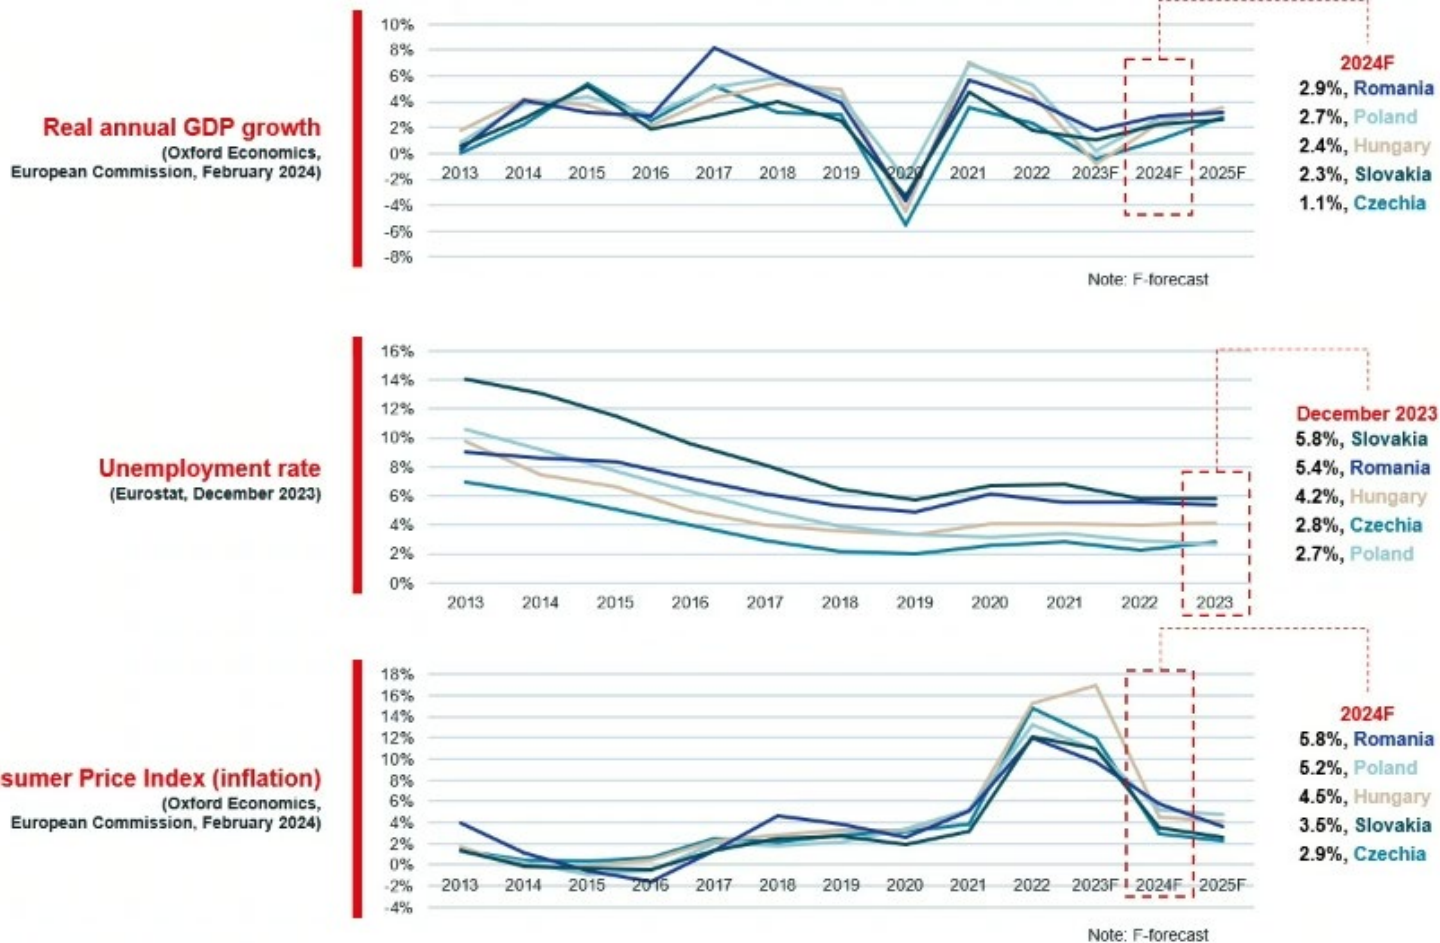 10%
8%
6%
4%
2%
0%
-2%
-4%
-6%
-8%
2013 2014 2015 2016 2017 2018 2019 2020 2021 2022 2023F 2024F 2025F
Real annual GDP growth
(Oxford Economics,
European Commission, February 2024)
2024F
2.9%, Romania
2.7%, Poland
2.4%, Hungary
2.3%, Slovakia
1.1%, Czechia
Note: F-forecast
16%
14%
12%
10%
8%
6%
4%
2%
0%
2013 2014 2015 2016 2017 2018 2019 2020 2021 2022 2023
Unemployment rate
(Eurostat, December 2023)
December 2023
5.8%, Slovakia
5.4%, Romania
4.2%, Hungary
2.8%, Czechia
2.7%, Poland
18%
16%
14%
12%
10%
8%
6%
4%
2%
0%
-2%
-4%
2013 2014 2015 2016 2017 2018 2019 2020 2021 2022 2023F 2024F 2025F
sumer Price Index (inflation)
(Oxford Economics,
European Commission, February 2024)
2024F
5.8%, Romania
5.2%, Poland
4.5%, Hungary
3.5%, Slovakia
2.9%, Czechia
Note: F-forecast